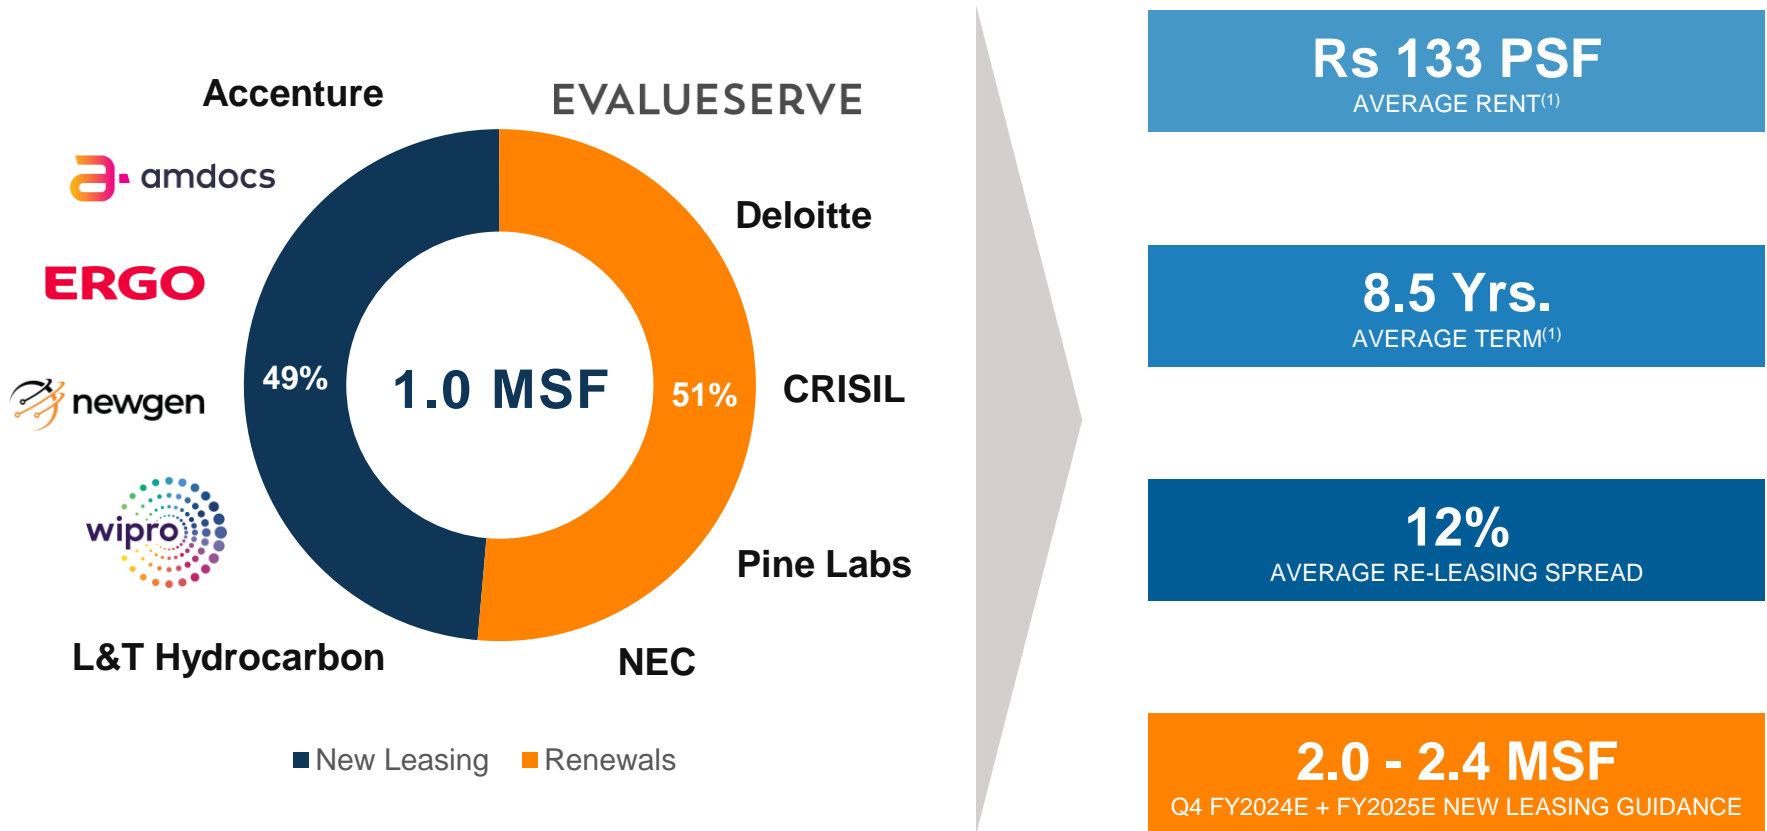 Accenture
EVALUESERVE
amdocs
Deloitte
ERGO
49%
1.0 MSF
51%
CRISIL
newgen
wipro
Pine Labs
L&T Hydrocarbon
NEC
New Leasing
Renewals
Rs 133 PSF
AVERAGE RENT(1)
8.5 Yrs.
AVERAGE TERM(1)
12%
AVERAGE RE-LEASING SPREAD
2.0 - 2.4 MSF
Q4 FY2024E + FY2025E NEW LEASING GUIDANCE